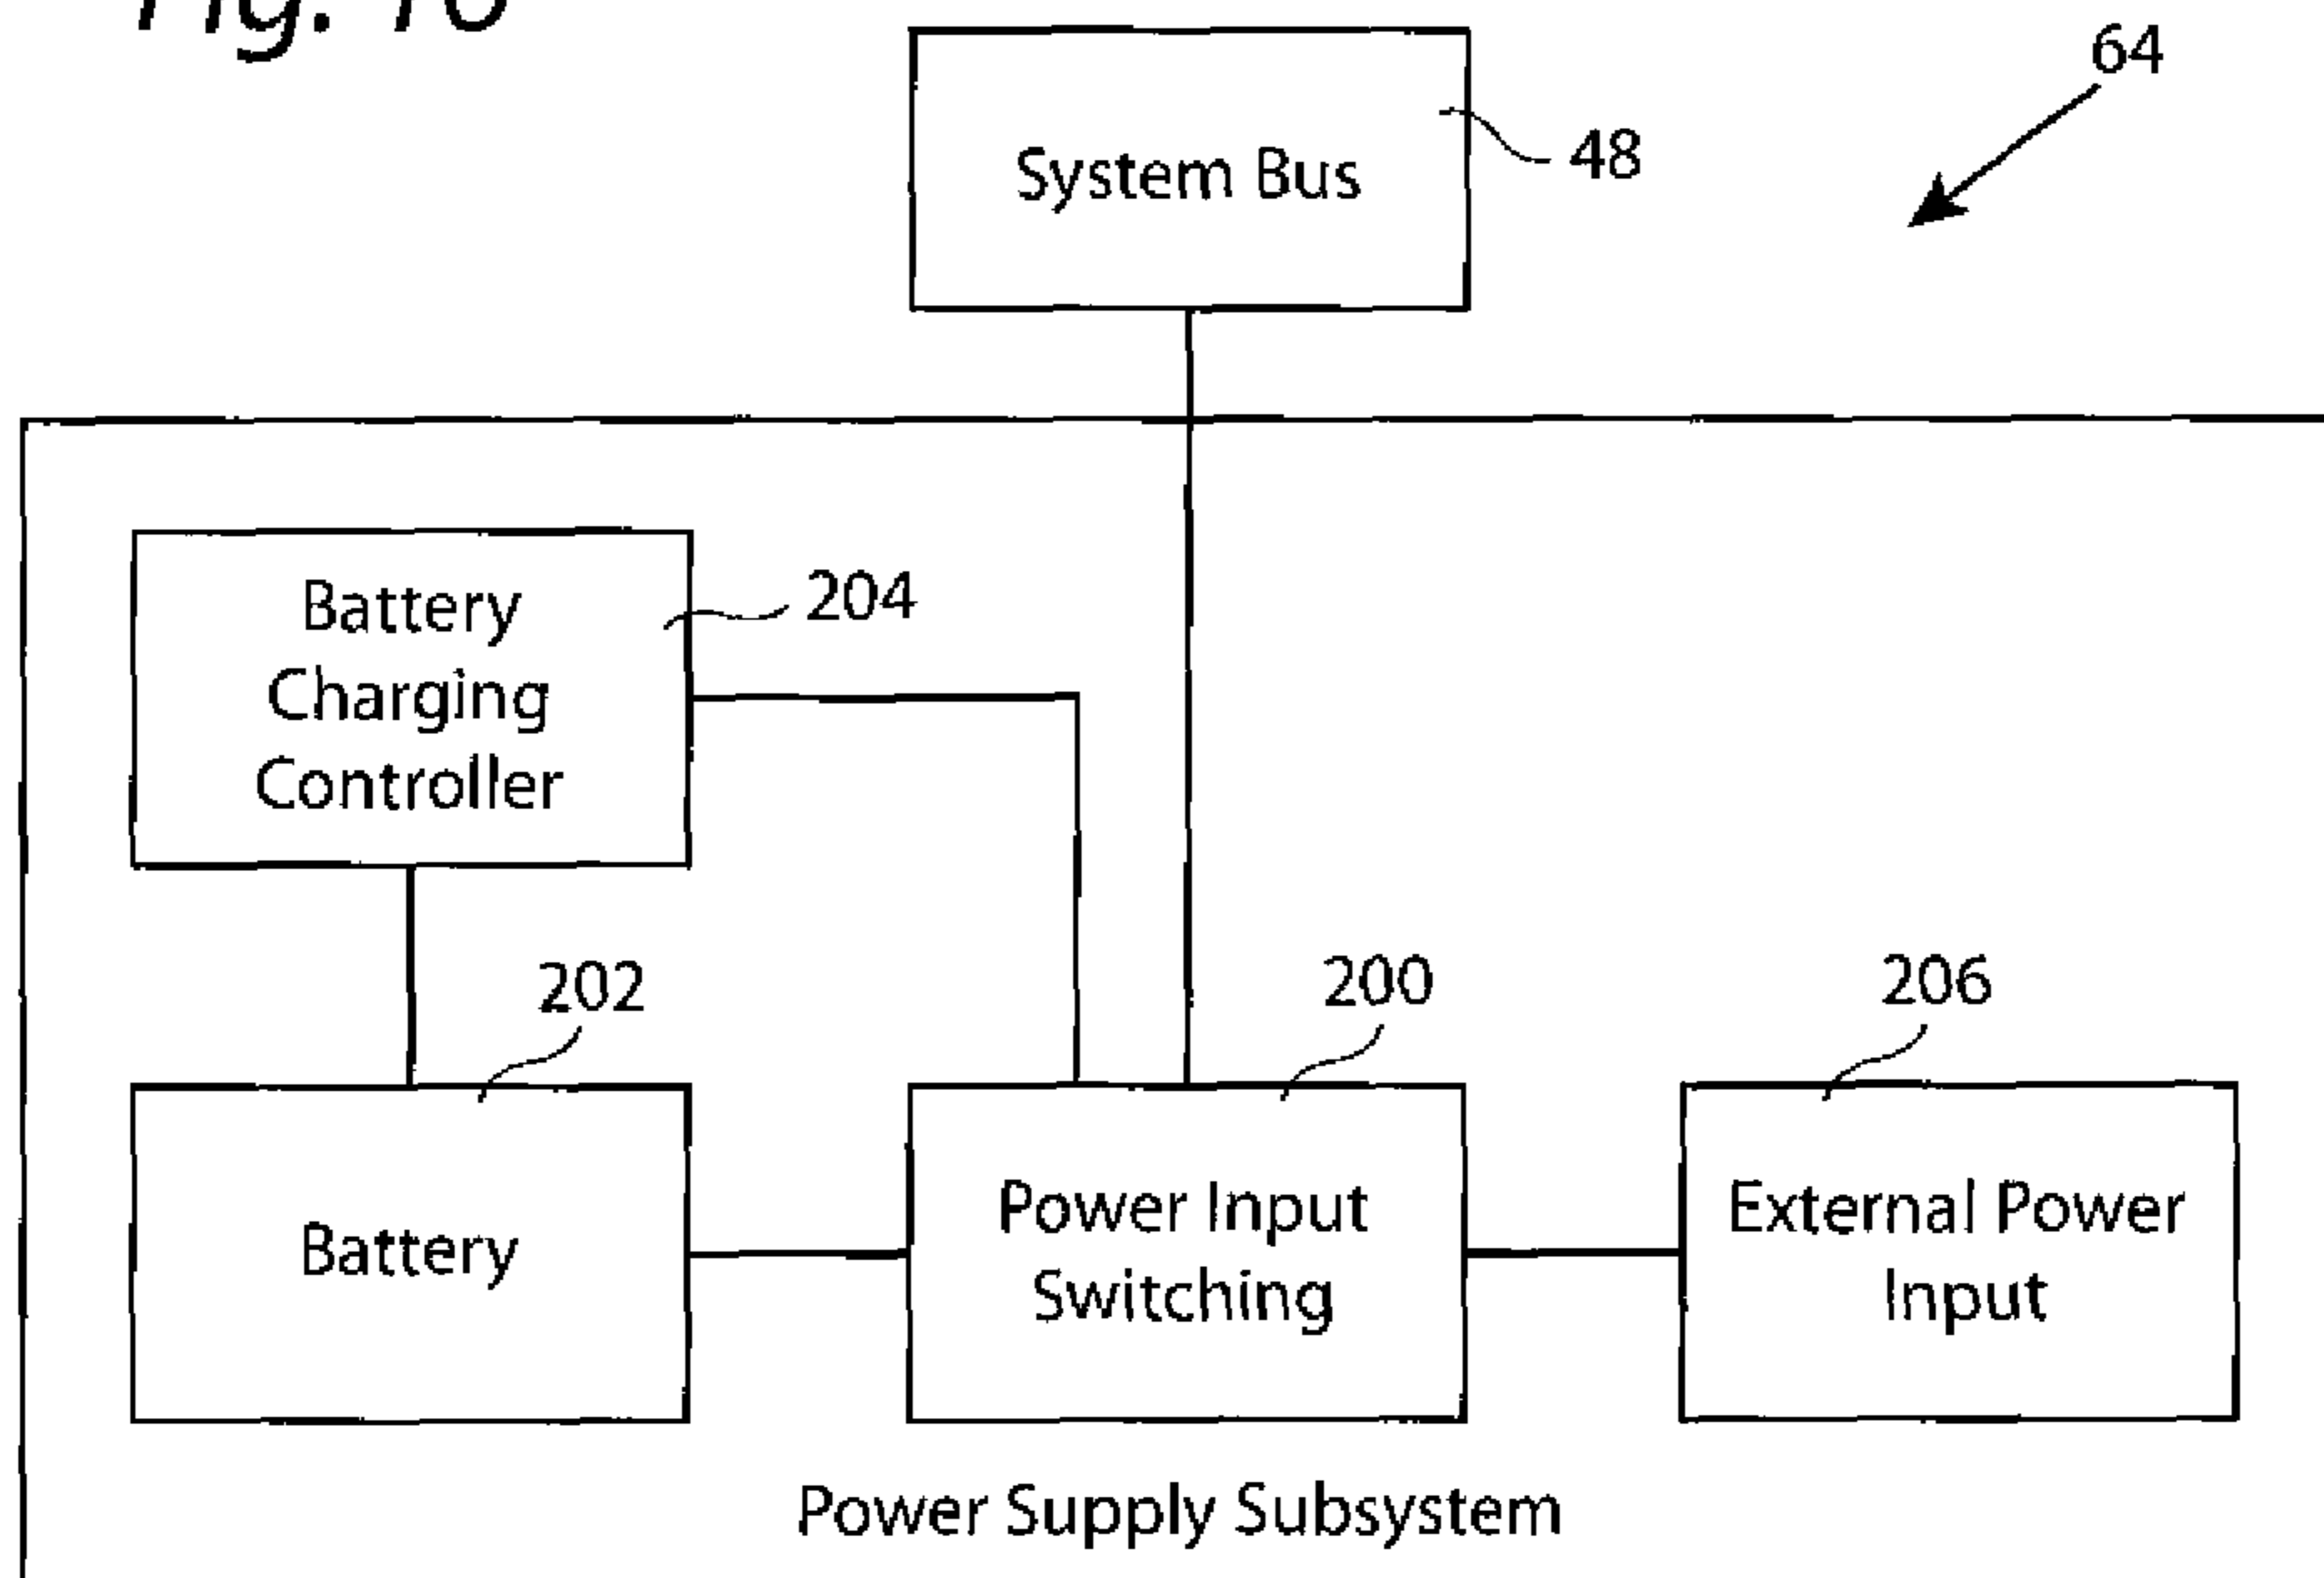 64
System Bus
48
Battery
Charging
Controller
204
202
200
206
Battery
Power Input
Switching
External Power
Input
Power Supply Subsystem